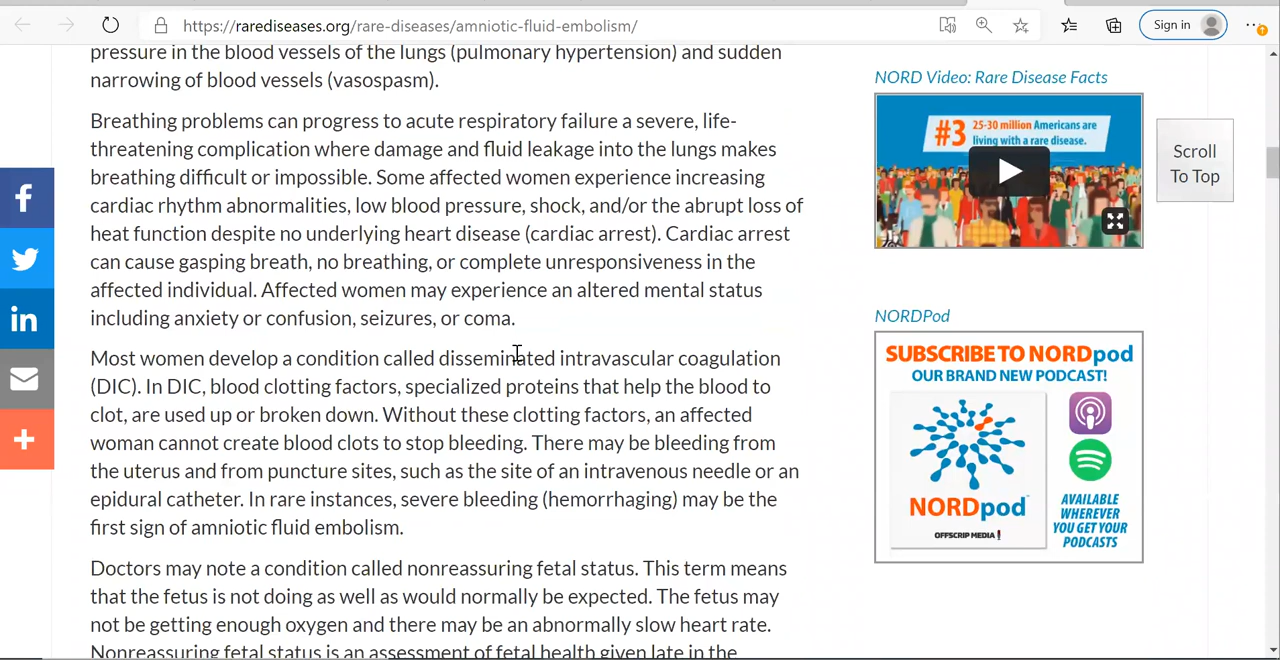 https://rarediseases.org/rare-diseases/amniotic-fluid-embolism/
Sign in
pressure in the blood vessels of the lungs (pulmonary hypertension) and sudden
narrowing of blood vessels (vasospasm).
Breathing problems can progress to acute respiratory failure a severe, life-
threatening complication where damage and fluid leakage into the lungs makes
breathing difficult or impossible. Some affected women experience increasing
cardiac rhythm abnormalities, low blood pressure, shock, and/or the abrupt loss of
heat function despite no underlying heart disease (cardiac arrest). Cardiac arrest
can cause gasping breath, no breathing, or complete unresponsiveness in the
affected individual. Affected women may experience an altered mental status
including anxiety or confusion, seizures, or coma.
Most women develop a condition called disseminated intravascular coagulation
(DIC). In DIC, blood clotting factors, specialized proteins that help the blood to
clot, are used up or broken down. Without these clotting factors, an affected
woman cannot create blood clots to stop bleeding. There may be bleeding from
the uterus and from puncture sites, such as the site of an intravenous needle or an
epidural catheter. In rare instances, severe bleeding (hemorrhaging) may be the
first sign of amniotic fluid embolism.
Doctors may note a condition called nonreassuring fetal status. This term means
that the fetus is not doing as well as would normally be expected. The fetus may
not be getting enough oxygen and there may be an abnormally slow heart rate.
Nonreassuring fetal status is an assessment of fetal health given late in the
NORD Video: Rare Disease Facts
#3 25-30 million Americans are
living with a rare disease.
Scroll
To Top
NORDPod
SUBSCRIBE TO NORDpod
OUR BRAND NEW PODCAST!
NORDpod
OFFSCRIP MEDIA
AVAILABLE
WHEREVER
YOU GET YOUR
PODCASTS